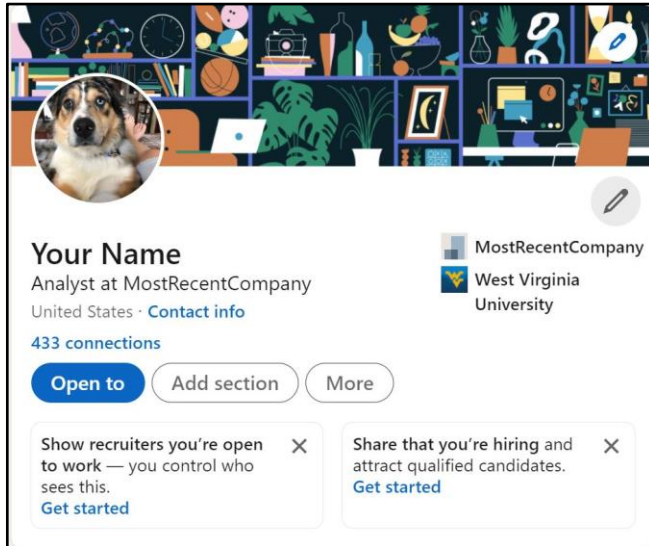 Your Name
Analyst at MostRecentCompany
United States · Contact info
433 connections
Open to
Add section
More
MostRecentCompany
West Virginia
University
Show recruiters you’re open
to work — you control who
sees this.
Get started
Share that you’re hiring and
attract qualified candidates.
Get started